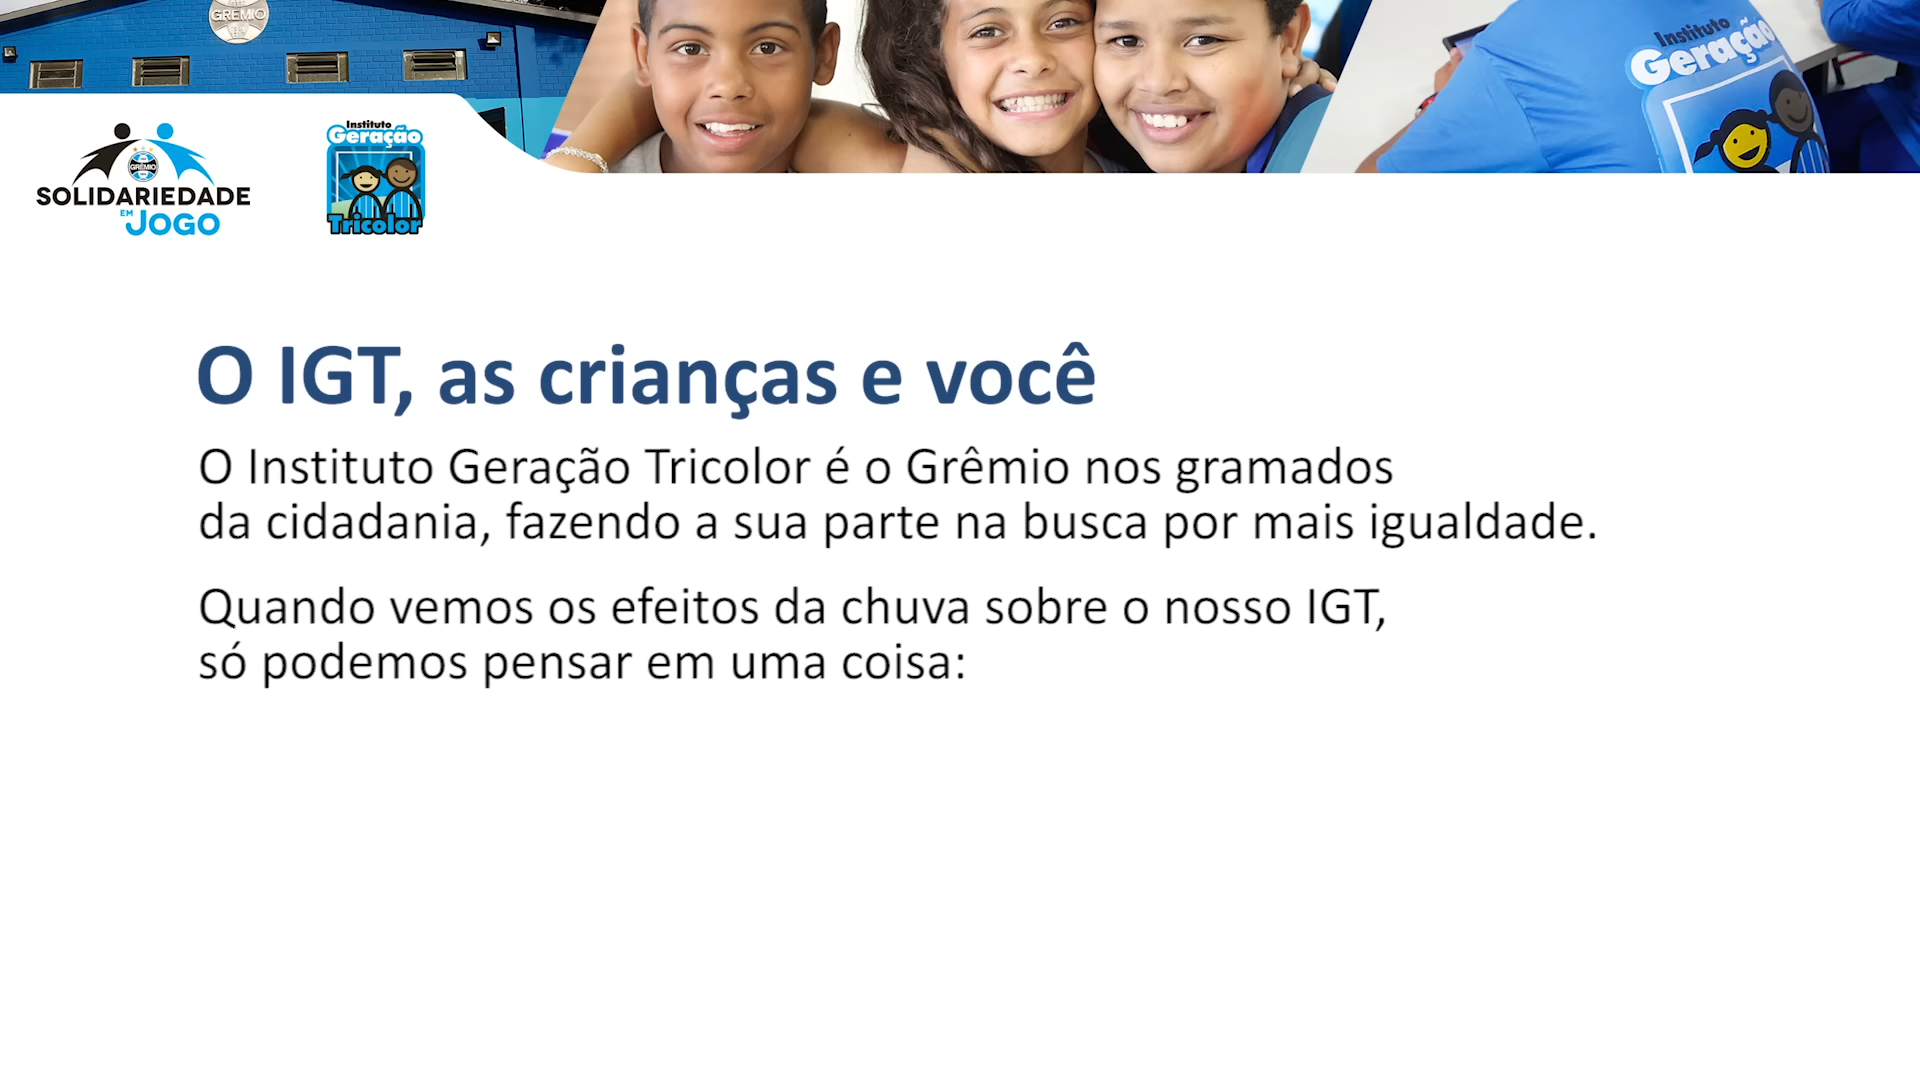 GRÊMIO
Instituto
Geração
Instituto
Geração
Tricolor
GRÊMIO
SOLIDARIEDADE
EM
JOGO
O IGT, as crianças e você
O Instituto Geração Tricolor é o Grêmio nos gramados
da cidadania, fazendo a sua parte na busca por mais igualdade.
Quando vemos os efeitos da chuva sobre o nosso IGT,
só podemos pensar em uma coisa: